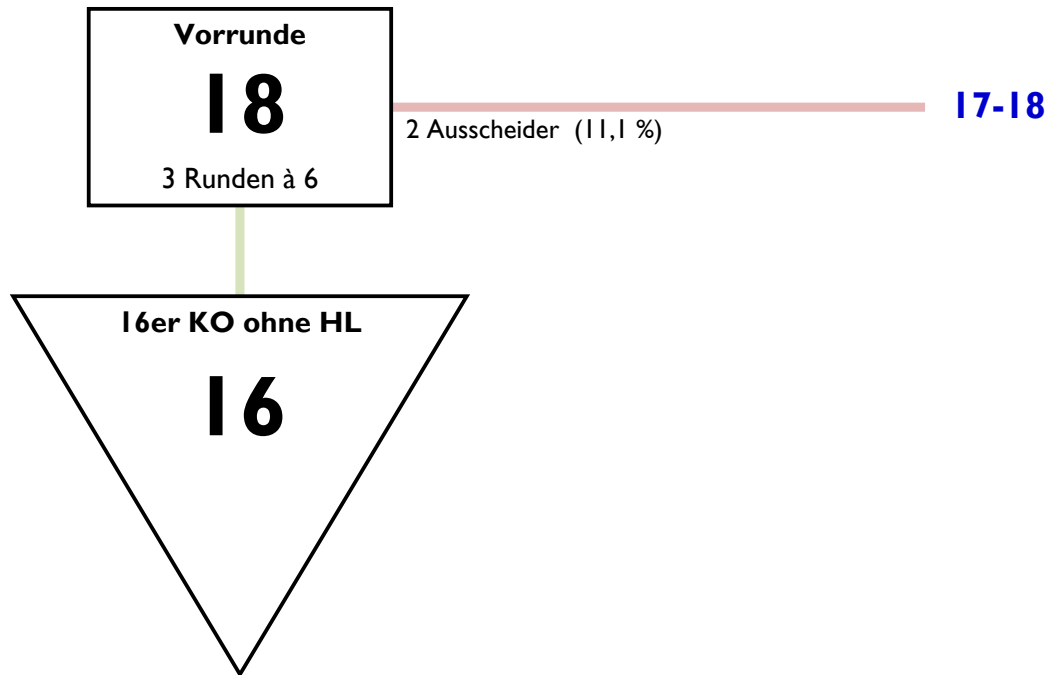 Vorrunde
18
3 Runden à 6
2 Ausscheider (11,1 %)
17-18
16er KO ohne HL
16